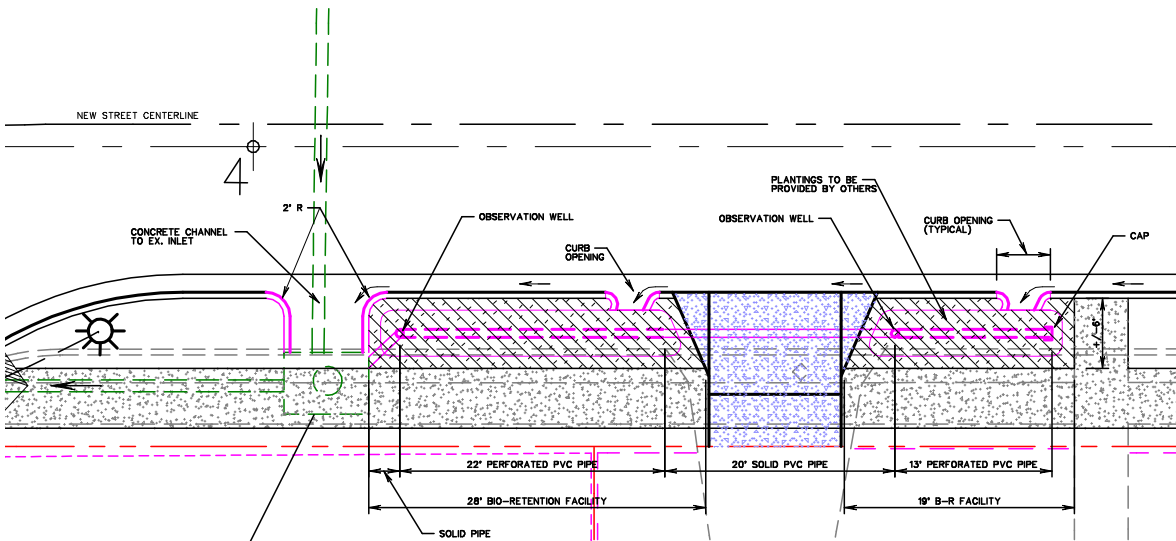 NEW STREET CENTERLINE
4
PLANTINGS TO BE
PROVIDED BY OTHERS
2' R
OBSERVATION WELL
OBSERVATION WELL
CURB OPENING
(TYPICAL)
CONCRETE CHANNEL
TO EX. INLET
CAP
CURB
OPENING
+/-6'
22' PERFORATED PVC PIPE
20' SOLID PVC PIPE
13' PERFORATED PVC PIPE
28' BIO-RETENTION FACILITY
19' B-R FACILITY
SOLID PIPE